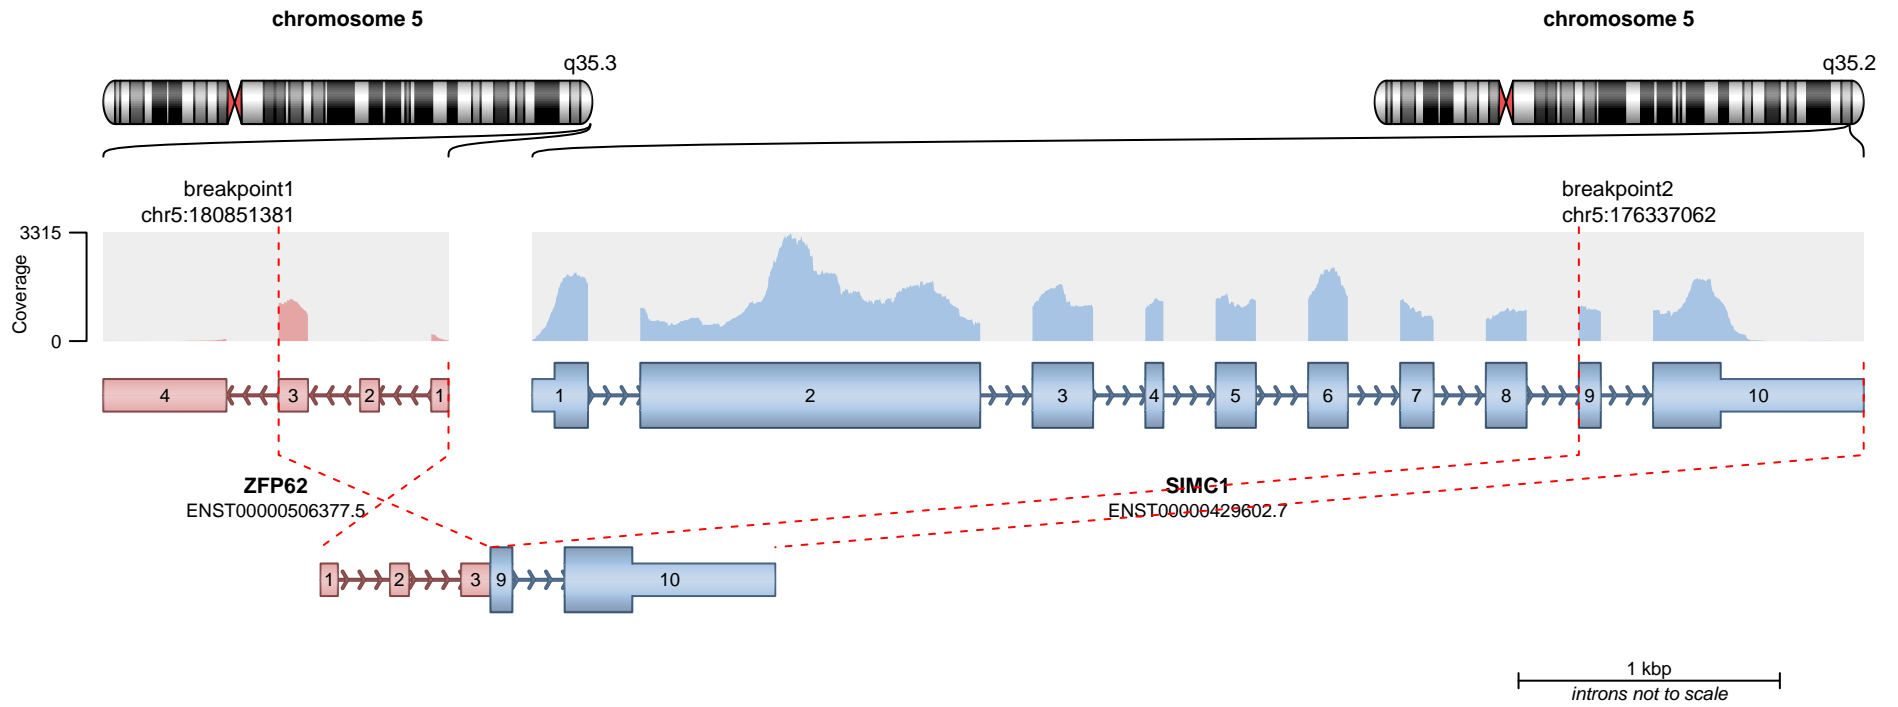 chromosome 5
chromosome 5
q35.3
q35.2
breakpoint1
chr5:180851381
breakpoint2
chr5:176337062
3315
0
Coverage
4 3 2 1
1 2 3 4 5 6 7 8 9 10
ZFP62
ENST00000506377.5
SIMC1
ENST00000429602.7
1 2 3 9 10
1 kbp
introns not to scale